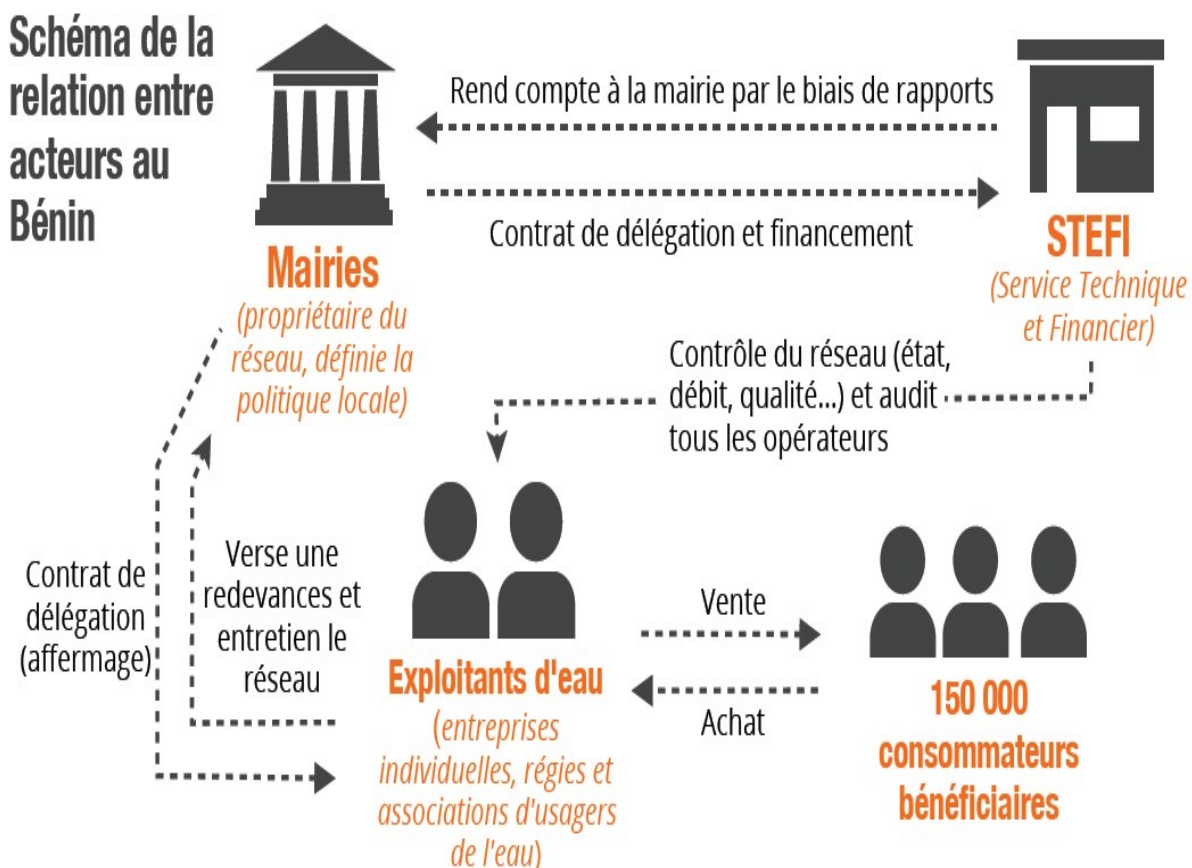 Schéma de la
relation entre
acteurs au
Bénin
Rend compte à la mairie par le biais de rapports
Contrat de délégation et financement
Mairies
(propriétaire du
réseau, définie la
politique locale)
STEFI
(Service Technique
et Financier)
Contrôle du réseau (état,
débit, qualité...) et audit
tous les opérateurs
Contrat de
délégation
(affermage)
Verse une
redevances et
entretien le
réseau
Exploitants d'eau
(entreprises
individuelles, régies et
associations d'usagers
de l'eau)
Vente
Achat
150 000
consommateurs
bénéficiaires